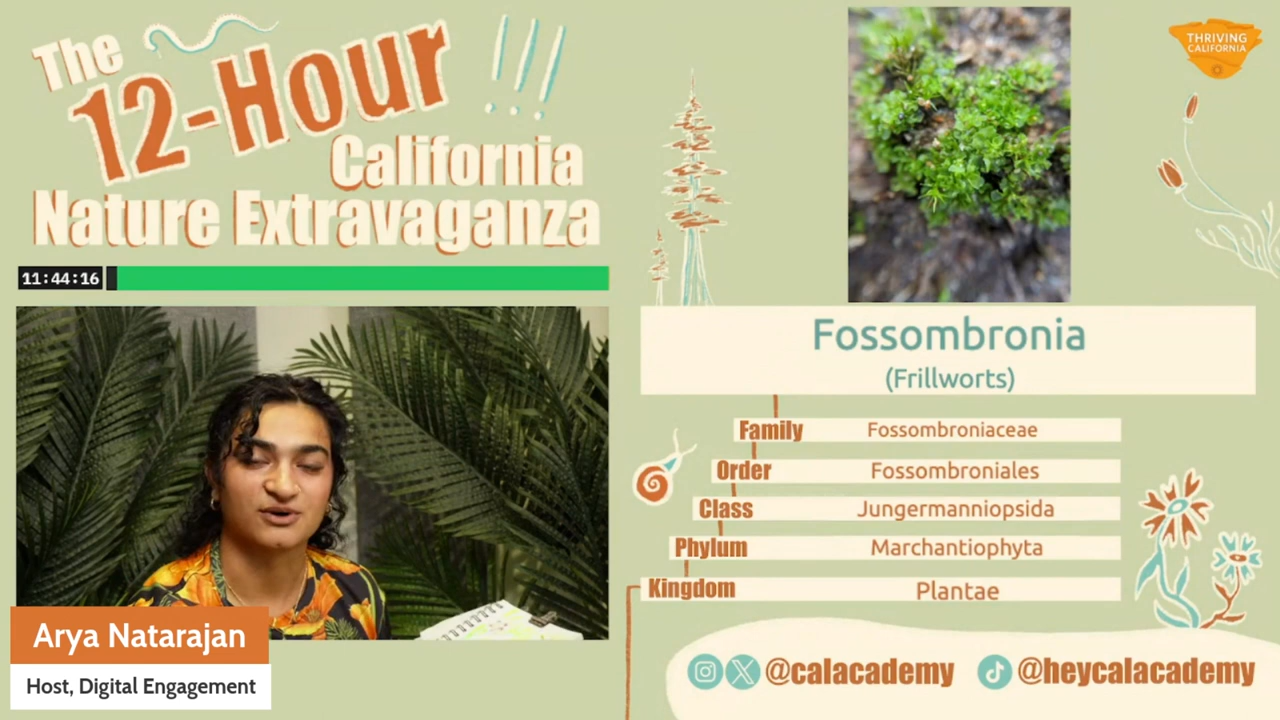 The
12-Hour
!!!
California
Nature Extravaganza
11:44:16
Arya Natarajan
Host, Digital Engagement
THRIVING
CALIFORNIA
Fossombronia
(Frillworts)
Family Fossombroniaceae
Order Fossombroniales
Class Jungermanniopsida
Phylum Marchantiophyta
Kingdom Plantae
@calacademy @heycalacademy